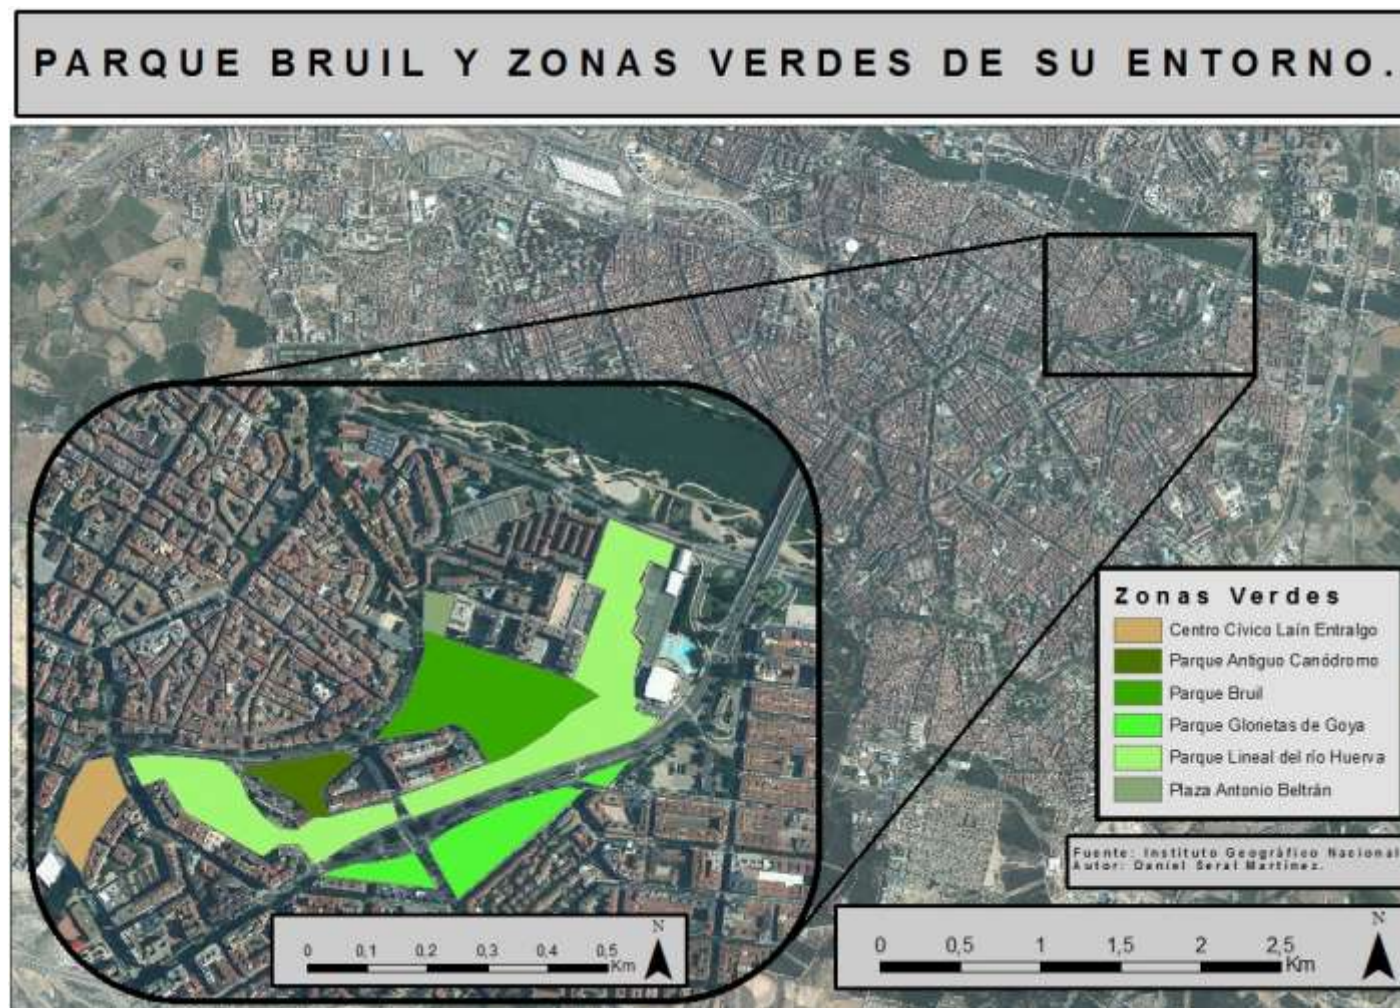 PARQUE BRUIL Y ZONAS VERDES DE SU ENTORNO.
Zonas Verdes
Centro Cívico Laín Entralgo
Parque Antiguo Canódromo
Parque Bruil
Parque Glorietas de Goya
Parque Lineal del río Huerva
Plaza Antonio Beltrán
Fuente: Instituto Geográfico Nacional
Autor: Daniel Seral Martínez.
N
0 0,1 0,2 0,3 0,4 0,5
Km
N
0 0,5 1 1,5 2 2,5
Km